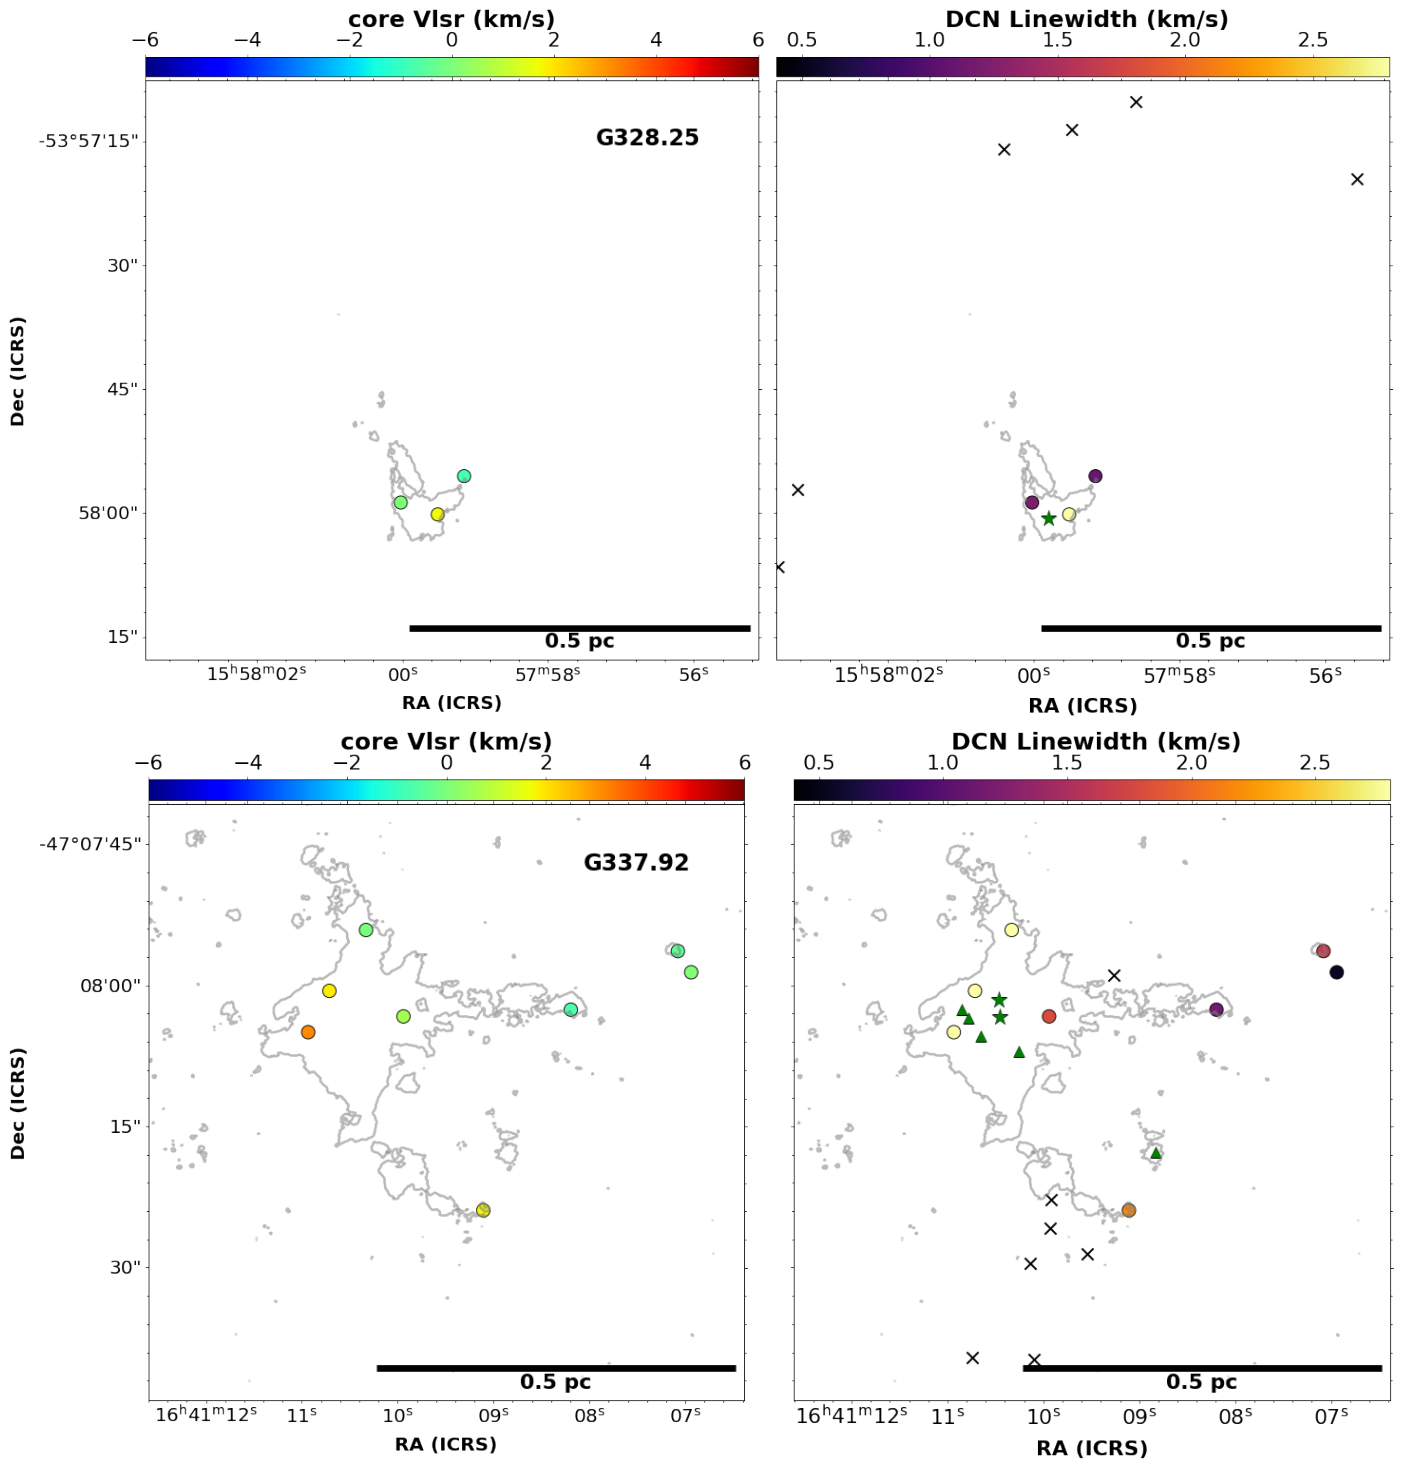 core Vlsr (km/s) DCN Linewidth (km/s)
−6 −4 −2 0 2 4 6 0.5 1.0 1.5 2.0 2.5
G328.25
-53°57'15"
30"
45"
58'00"
15"
Dec (ICRS)
0.5 pc 0.5 pc
15ʰ58ᵐ02ˢ 00ˢ 57ᵐ58ˢ 56ˢ 15ʰ58ᵐ02ˢ 00ˢ 57ᵐ58ˢ 56ˢ
RA (ICRS) RA (ICRS)
core Vlsr (km/s) DCN Linewidth (km/s)
−6 −4 −2 0 2 4 6 0.5 1.0 1.5 2.0 2.5
-47°07'45"
G337.92
08'00"
15"
30"
Dec (ICRS)
0.5 pc 0.5 pc
16ʰ41ᵐ12ˢ 11ˢ 10ˢ 09ˢ 08ˢ 07ˢ 16ʰ41ᵐ12ˢ 11ˢ 10ˢ 09ˢ 08ˢ 07ˢ
RA (ICRS) RA (ICRS)